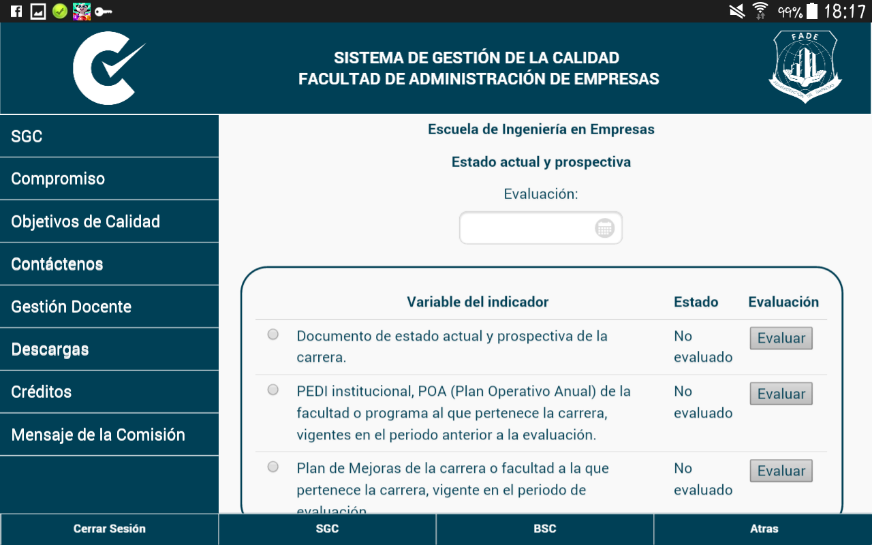 99% 18:17
SISTEMA DE GESTIÓN DE LA CALIDAD
FACULTAD DE ADMINISTRACIÓN DE EMPRESAS
FADE
SGC
Compromiso
Objetivos de Calidad
Contáctenos
Gestión Docente
Descargas
Créditos
Mensaje de la Comisión
Escuela de Ingeniería en Empresas
Estado actual y prospectiva
Evaluación:
Variable del indicador Estado Evaluación
Documento de estado actual y prospectiva de la No Evaluar
carrera. evaluado
PEDI institucional, POA (Plan Operativo Anual) de la No Evaluar
facultad o programa al que pertenece la carrera, evaluado
vigentes en el periodo anterior a la evaluación.
Plan de Mejoras de la carrera o facultad a la que No Evaluar
pertenece la carrera, vigente en el periodo de evaluado
evaluación
Cerrar Sesión SGC BSC Atras